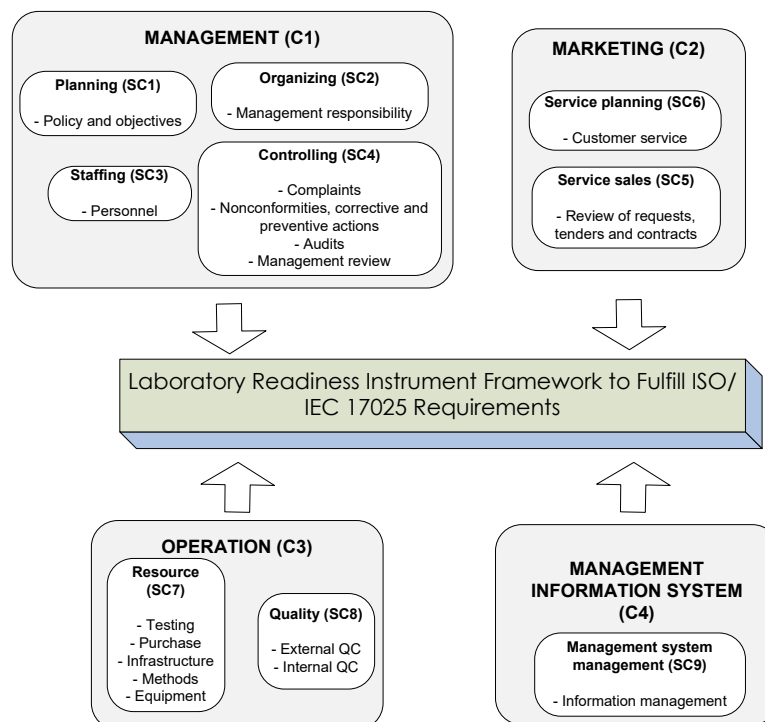 MANAGEMENT (C1)
Planning (SC1)
- Policy and objectives
Organizing (SC2)
- Management responsibility
Staffing (SC3)
- Personnel
Controlling (SC4)
- Complaints
- Nonconformities, corrective and
preventive actions
- Audits
- Management review
MARKETING (C2)
Service planning (SC6)
- Customer service
Service sales (SC5)
- Review of requests,
tenders and contracts
Laboratory Readiness Instrument Framework to Fulfill ISO/
IEC 17025 Requirements
OPERATION (C3)
Resource
(SC7)
- Testing
- Purchase
- Infrastructure
- Methods
- Equipment
Quality (SC8)
- External QC
- Internal QC
MANAGEMENT
INFORMATION SYSTEM
(C4)
Management system
management (SC9)
- Information management